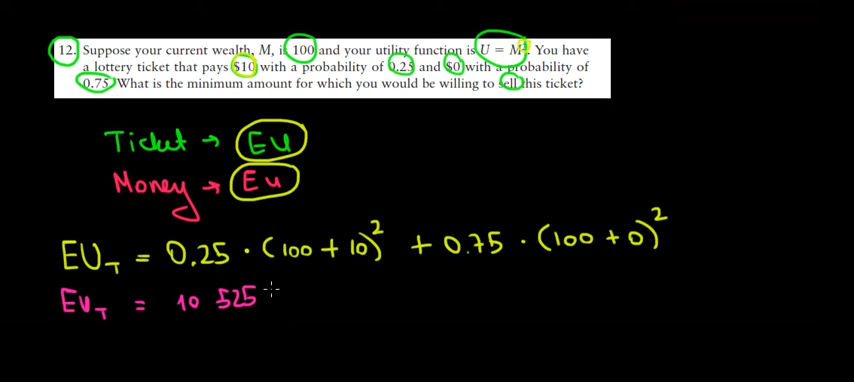 12. Suppose your current wealth, M, is 100 and your utility function is U = M². You have
a lottery ticket that pays $10 with a probability of 0.25 and $0 with a probability of
0.75. What is the minimum amount for which you would be willing to sell this ticket?
Ticket → EU
Money → Eu
EU_T = 0.25 · (100 + 10)² + 0.75 · (100 + 0)²
EU_T = 10 525